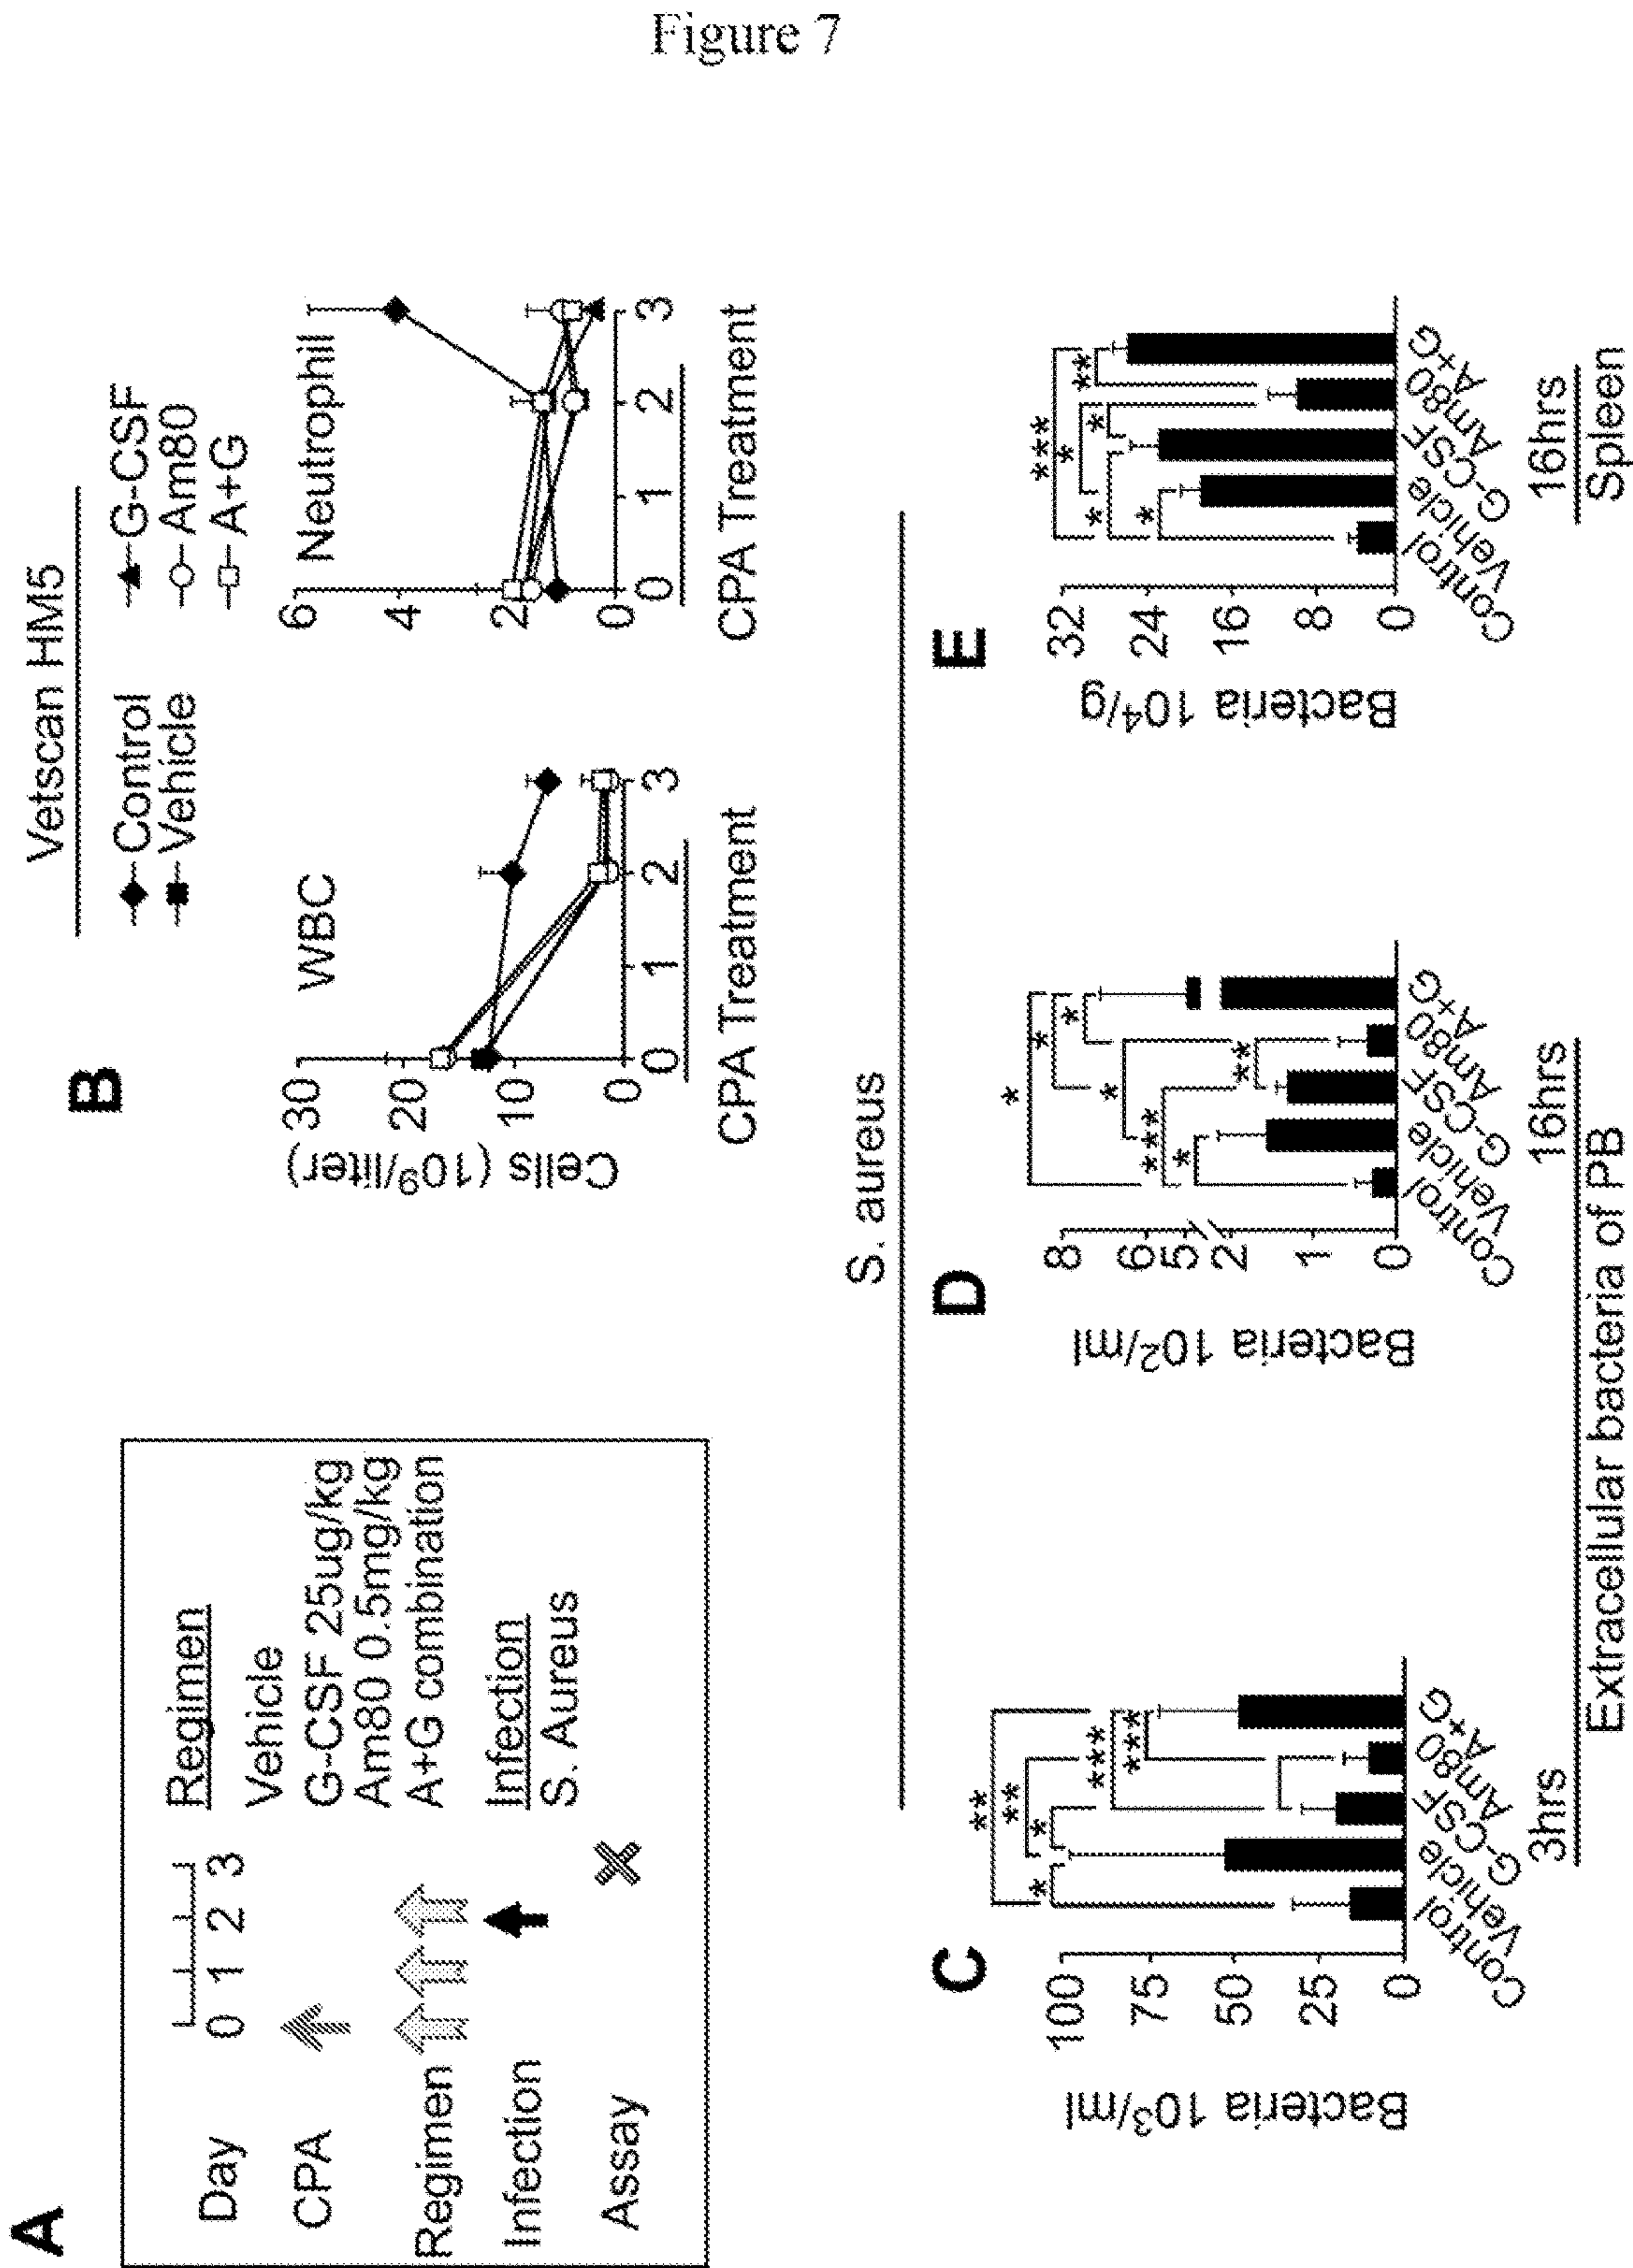 Figure 7
A
Day 0 1 2 3 Regimen
CPA Vehicle
G-CSF 25ug/kg
Am80 0.5mg/kg
Regimen A+G combination
Infection Infection
S. Aureus
Assay
B
Vetscan HM5
Control G-CSF
Vehicle Am80
A+G
Cells (10⁹/liter)
WBC
30
20
10
0
0 1 2 3
CPA Treatment
Neutrophil
6
4
2
0
0 1 2 3
CPA Treatment
S. aureus
C
Bacteria 10³/ml
100
75
50
25
0
** 
**
*
*
***
***
Control Vehicle G-CSF Am80 A+G
3hrs
D
Bacteria 10²/ml
8
6
5
2
1
0
*
*
*
*
***
*
**
Control Vehicle G-CSF Am80 A+G
16hrs
Extracellular bacteria of PB
E
Bacteria 10⁴/g
32
24
16
8
0
***
*
**
*
*
*
Control Vehicle G-CSF Am80 A+G
16hrs
Spleen